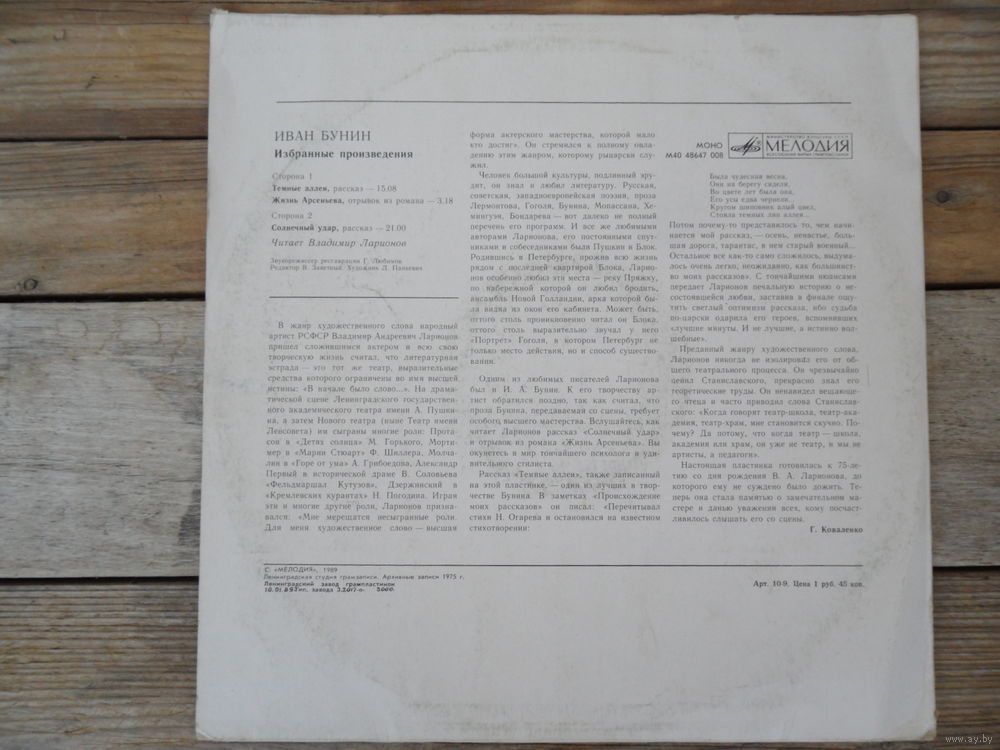 ИВАН БУНИН
Избранные произведения
Сторона 1
Темные аллеи, рассказ — 15.08
Жизнь Арсеньева, отрывок из романа — 3.18
Сторона 2
Солнечный удар, рассказ — 21.00
Читает Владимир Ларионов
Звукорежиссер реставрации Г. Любимов
Редактор В. Заветный. Художник Л. Паневич
В жанр художественного слова народный
артист РСФСР Владимир Андреевич Ларионов
пришел сложившимся актером и всю свою
творческую жизнь считал, что литературная
эстрада — это тот же театр, выразительные
средства которого ограничены во имя высшей
истины: «В начале было слово...». На драма-
тической сцене Ленинградского государствен-
ного академического театра имени А. Пушки-
на, а затем Нового театра (ныне Театр имени
Ленсовета) им сыграны многие роли: Прота-
сов в «Детях солнца» М. Горького, Морти-
мер в «Марии Стюарт» Ф. Шиллера, Молча-
лин в «Горе от ума» А. Грибоедова, Александр
Первый в исторической драме В. Соловьева
«Фельдмаршал Кутузов», Дзержинский в
«Кремлевских курантах» Н. Погодина. Играя
эти и многие другие роли, Ларионов призна-
вался: «Мне мерещатся несыгранные роли.
Для меня художественное слово — высшая
форма актерского мастерства, которой мало
кто достиг». Он стремился к полному овла-
дению этим жанром, которому рыцарски слу-
жил.
Человек большой культуры, подлинный эру-
дит, он знал и любил литературу. Русская,
советская, западноевропейская поэзия, проза
Лермонтова, Гоголя, Бунина, Мопассана, Хе-
мингуэя, Бондарева — вот далеко не полный
перечень его программ. И все же любимыми
авторами Ларионова, его постоянными спут-
никами и собеседниками были Пушкин и Блок.
Родившись в Петербурге, прожив всю жизнь
рядом с последней квартирой Блока, Ларио-
нов особенно любил эти места — реку Пряжку,
по набережной которой он любил бродить,
ансамбль Новой Голландии, арка которой бы-
ла видна из окон его кабинета. Может быть,
оттого столь проникновенно читал он Блока,
оттого столь выразительно звучал у него
«Портрет» Гоголя, в котором Петербург не
только место действия, но и способ существо-
вания.
Одним из любимых писателей Ларионова
был и И. А. Бунин. К его творчеству ар-
тист обратился поздно, так как считал, что
проза Бунина, передаваемая со сцены, требует
особого, высшего мастерства. Вслушайтесь, как
читает Ларионов рассказ «Солнечный удар»
и отрывок из романа «Жизнь Арсеньева». Вы
окунетесь в мир тончайшего психолога и уди-
вительного стилиста.
Рассказ «Темные аллеи», также записанный
на этой пластинке, — один из лучших в твор-
честве Бунина. В заметках «Происхождение
моих рассказов» он писал: «Перечитывал
стихи Н. Огарева и остановился на известном
стихотворении:
МОНО
М40 48647 008
МИНИСТЕРСТВО КУЛЬТУРЫ СССР
МЕЛОДИЯ
ВСЕСОЮЗНАЯ ФИРМА ГРАМПЛАСТИНОК
Была чудесная весна,
Они на берегу сидели,
Во цвете лет была она,
Его усы едва чернели...
Кругом шиповник алый цвел,
Стояла темных лип аллея...
Потом почему-то представилось то, чем начи-
нается мой рассказ, — осень, ненастье, боль-
шая дорога, тарантас, в нем старый военный...
Остальное все как-то само сложилось, выдума-
лось очень легко, неожиданно, как большинст-
во моих рассказов». С тончайшими нюансами
передает Ларионов печальную историю о не-
состоявшейся любви, заставив в финале ощу-
тить светлый оптимизм рассказа, ибо судьба
по-царски одарила его героев, вспомнивших
«лучшие минуты. И не лучшие, а истинно вол-
шебные».
Преданный жанру художественного слова,
Ларионов никогда не изолировал его от об-
щего театрального процесса. Он чрезвычайно
ценил Станиславского, прекрасно знал его
теоретические труды. Он ненавидел вещающе-
го чтеца и часто приводил слова Станислав-
ского: «Когда говорят театр-школа, театр-ака-
демия, театр-храм, мне становится скучно. По-
чему? Да потому, что когда театр — школа,
академия или храм, он уже не театр, и мы не
артисты, а педагоги».
Настоящая пластинка готовилась к 75-ле-
тию со дня рождения В. А. Ларионова, до
которого ему не суждено было дожить. Те-
перь она стала памятью о замечательном ма-
стере и данью уважения всех, кому посчаст-
ливилось слышать его со сцены.
Г. Коваленко
© «МЕЛОДИЯ», 1989
Ленинградская студия грамзаписи. Архивные записи 1975 г.
Ленинградский завод грампластинок
Арт. 10-9. Цена 1 руб. 45 коп.
www.ay.by